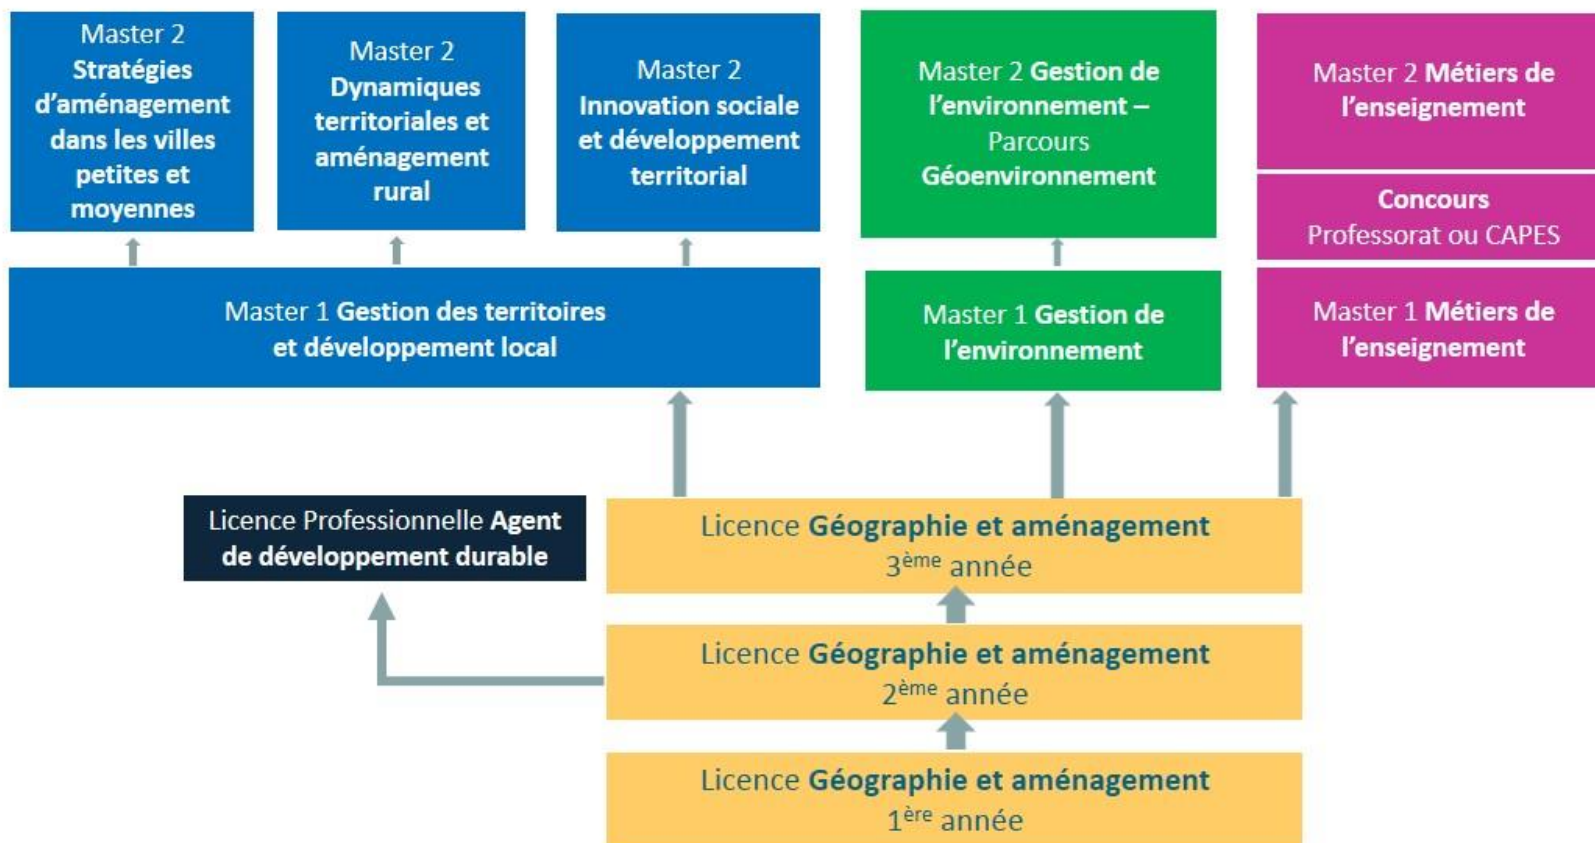 Master 2
Stratégies
d’aménagement
dans les villes
petites et
moyennes
Master 2
Dynamiques
territoriales et
aménagement
rural
Master 2
Innovation sociale
et développement
territorial
Master 2 Gestion de
l’environnement –
Parcours
Géoenvironnement
Master 2 Métiers de
l’enseignement
Concours
Professorat ou CAPES
Master 1 Gestion des territoires
et développement local
Master 1 Gestion de
l’environnement
Master 1 Métiers de
l’enseignement
Licence Professionnelle Agent
de développement durable
Licence Géographie et aménagement
3ème année
Licence Géographie et aménagement
2ème année
Licence Géographie et aménagement
1ère année